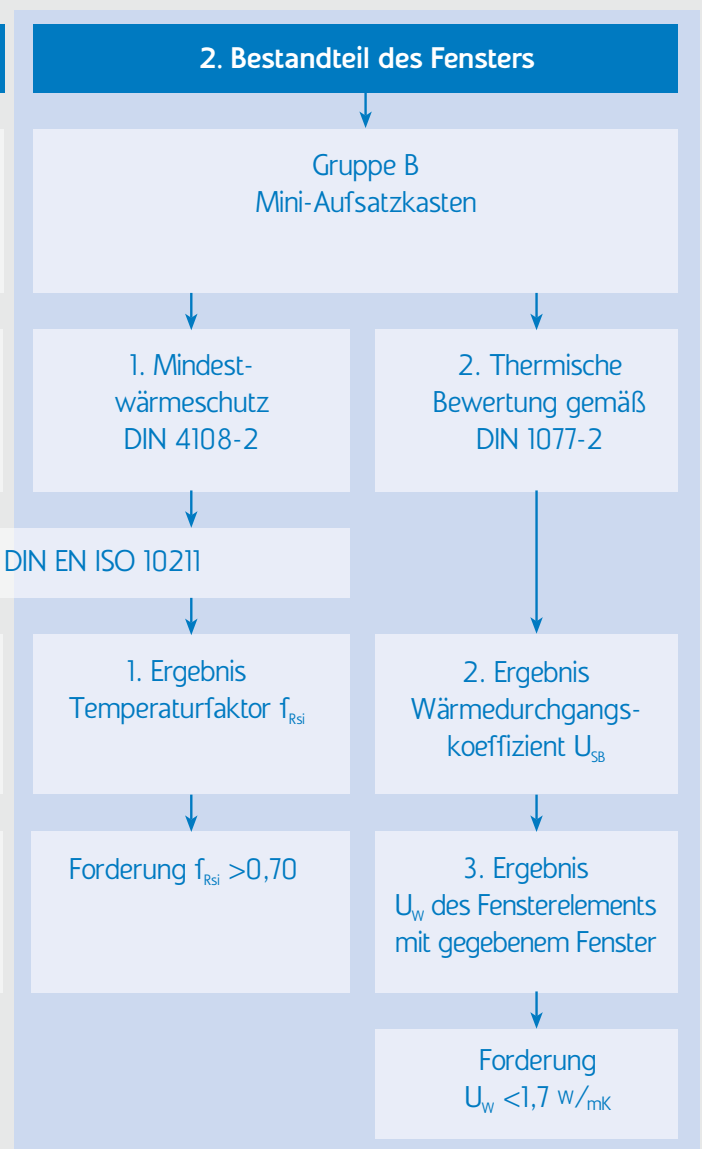 2. Bestandteil des Fensters
Gruppe B
Mini-Aufsatzkasten
1. Mindest-
wärmeschutz
DIN 4108-2
2. Thermische
Bewertung gemäß
DIN 1077-2
DIN EN ISO 10211
1. Ergebnis
Temperaturfaktor fRsi
2. Ergebnis
Wärmedurchgangs-
koeffizient USB
Forderung fRsi >0,70
3. Ergebnis
UW des Fensterelements
mit gegebenem Fenster
Forderung
UW <1,7 W/mK